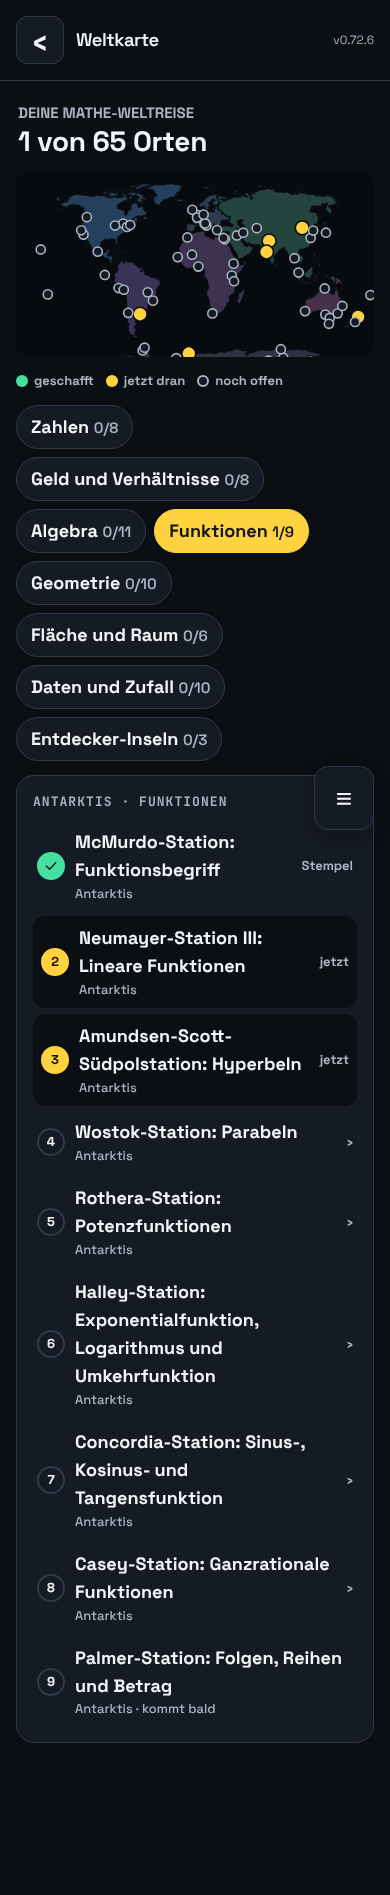 Weltkarte
v0.72.6
DEINE MATHE-WELTREISE
1 von 65 Orten
geschafft jetzt dran noch offen
Zahlen 0/8
Geld und Verhältnisse 0/8
Algebra 0/11 Funktionen 1/9
Geometrie 0/10
Fläche und Raum 0/6
Daten und Zufall 0/10
Entdecker-Inseln 0/3
ANTARKTIS · FUNKTIONEN
McMurdo-Station:
Funktionsbegriff
Stempel
Antarktis
Neumayer-Station III:
2 Lineare Funktionen jetzt
Antarktis
Amundsen-Scott-
3 Südpolstation: Hyperbeln jetzt
Antarktis
4 Wostok-Station: Parabeln >
Antarktis
Rothera-Station:
5 Potenzfunktionen >
Antarktis
Halley-Station:
Exponentialfunktion,
6 Logarithmus und >
Umkehrfunktion
Antarktis
Concordia-Station: Sinus-,
7 Kosinus- und >
Tangensfunktion
Antarktis
Casey-Station: Ganzrationale
8 Funktionen >
Antarktis
Palmer-Station: Folgen, Reihen
9 und Betrag
Antarktis · kommt bald